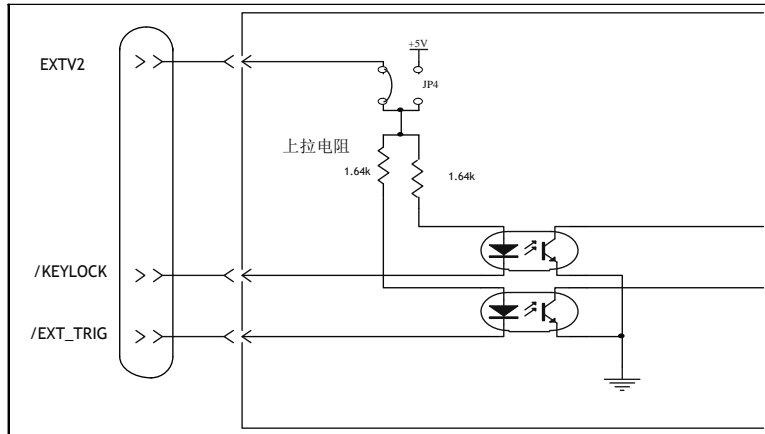 +5V
EXTV2
JP4
上拉电阻
1.64k
1.64k
/KEYLOCK
/EXT_TRIG